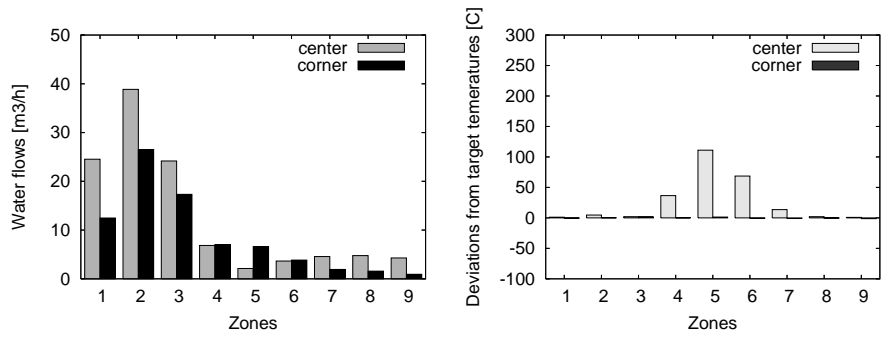 Water flows [m3/h]
50
40
30
20
10
0
center
corner
1 2 3 4 5 6 7 8 9
Zones
Deviations from target temeratures [C]
300
250
200
150
100
50
0
-50
-100
center
corner
1 2 3 4 5 6 7 8 9
Zones